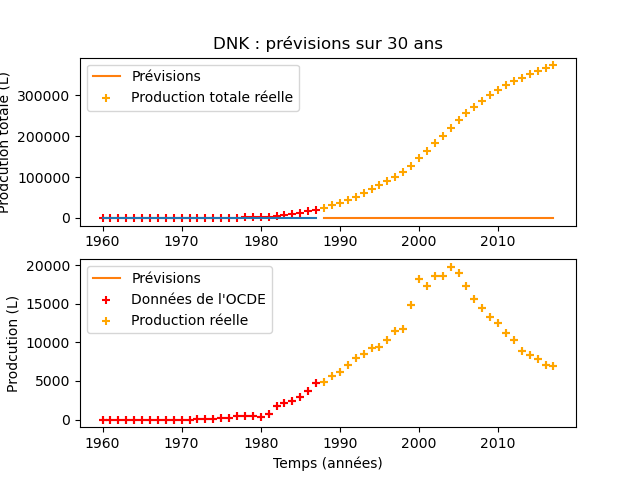 DNK : prévisions sur 30 ans
Prodcution totale (L)
Prévisions
Production totale réelle
300000
200000
100000
0
1960 1970 1980 1990 2000 2010
Prodcution (L)
Prévisions
Données de l'OCDE
Production réelle
20000
15000
10000
5000
0
1960 1970 1980 1990 2000 2010
Temps (années)